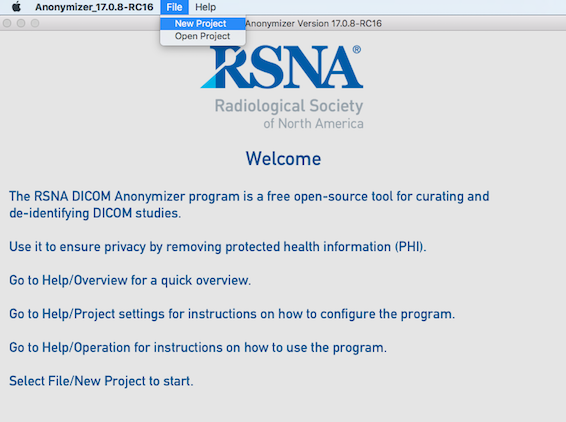 Anonymizer_17.0.8-RC16 File Help
New Project
Anonymizer Version 17.0.8-RC16
Open Project
RSNA®
Radiological Society
of North America
Welcome
The RSNA DICOM Anonymizer program is a free open-source tool for curating and
de-identifying DICOM studies.
Use it to ensure privacy by removing protected health information (PHI).
Go to Help/Overview for a quick overview.
Go to Help/Project settings for instructions on how to configure the program.
Go to Help/Operation for instructions on how to use the program.
Select File/New Project to start.